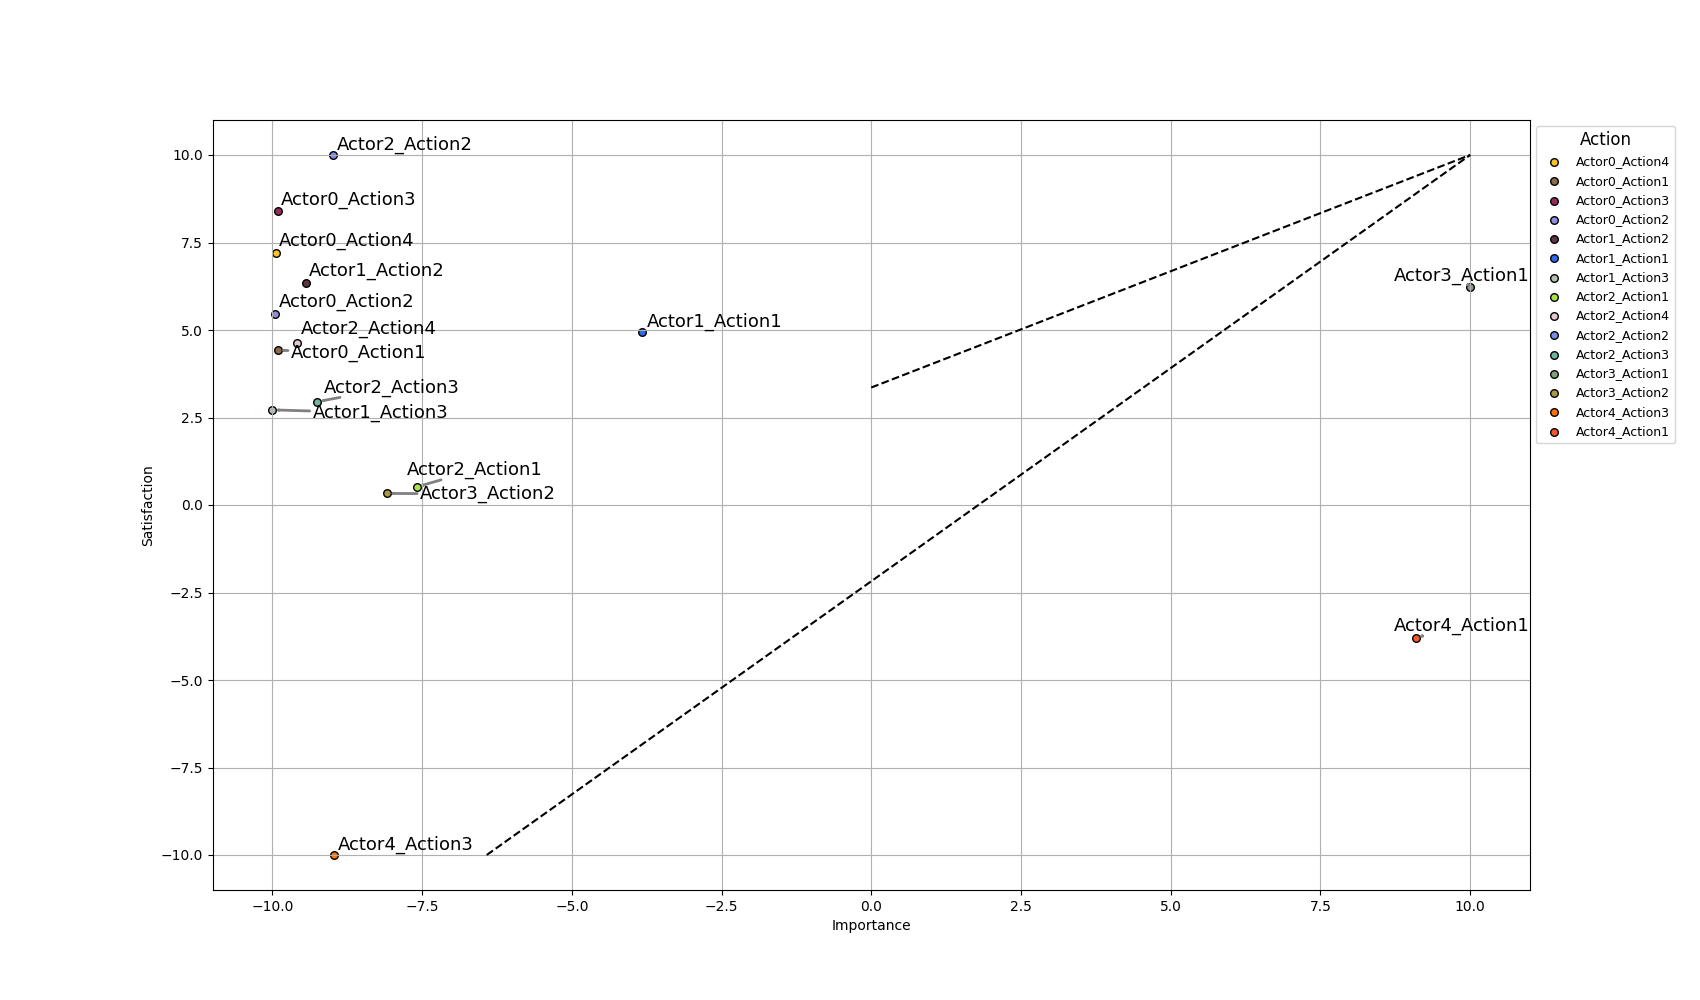 Actor2_Action2
Actor0_Action3
Actor0_Action4
Actor1_Action2
Actor0_Action2
Actor2_Action4
Actor0_Action1
Actor2_Action3
Actor1_Action3
Actor2_Action1
Actor3_Action2
Actor1_Action1
Actor3_Action1
Actor4_Action1
Actor4_Action3
10.0
7.5
5.0
2.5
0.0
−2.5
−5.0
−7.5
−10.0
Satisfaction
−10.0 −7.5 −5.0 −2.5 0.0 2.5 5.0 7.5 10.0
Importance
Action
Actor0_Action4
Actor0_Action1
Actor0_Action3
Actor0_Action2
Actor1_Action2
Actor1_Action1
Actor1_Action3
Actor2_Action1
Actor2_Action4
Actor2_Action2
Actor2_Action3
Actor3_Action1
Actor3_Action2
Actor4_Action3
Actor4_Action1